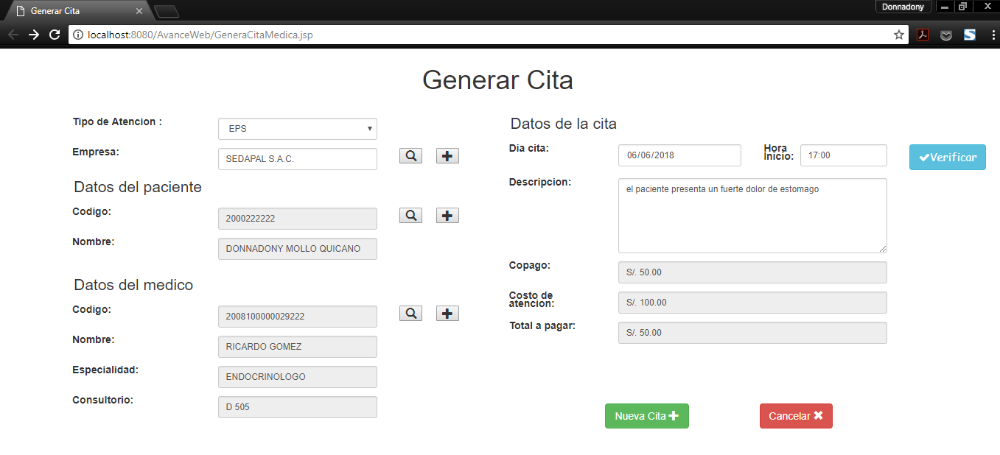 Generar Cita
Donnadony
localhost:8080/AvanceWeb/GeneraCitaMedica.jsp
Generar Cita
Tipo de Atencion :
EPS
Empresa:
SEDAPAL S.A.C.
Datos del paciente
Codigo:
2000222222
Nombre:
DONNADONY MOLLO QUICANO
Datos del medico
Codigo:
2008100000029222
Nombre:
RICARDO GOMEZ
Especialidad:
ENDOCRINOLOGO
Consultorio:
D 505
Datos de la cita
Dia cita:
06/06/2018
Hora
Inicio:
17:00
Verificar
Descripcion:
el paciente presenta un fuerte dolor de estomago
Copago:
S/. 50.00
Costo de
atencion:
S/. 100.00
Total a pagar:
S/. 50.00
Nueva Cita
Cancelar